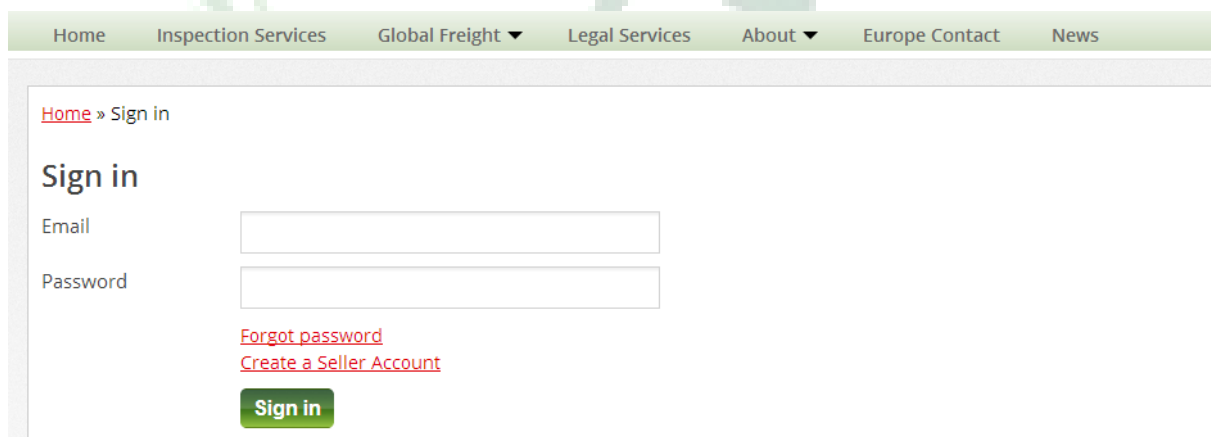 Home Inspection Services Global Freight Legal Services About Europe Contact News
Home » Sign in
Sign in
Email
Password
Forgot password
Create a Seller Account
Sign in